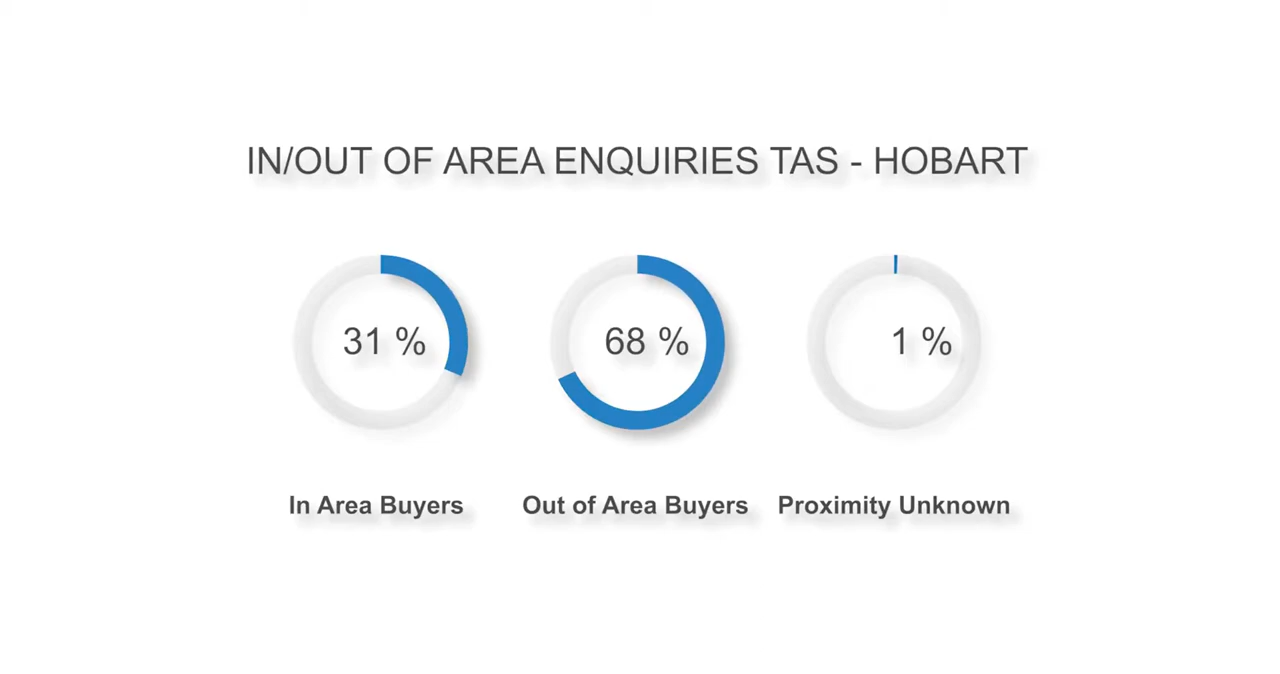 IN/OUT OF AREA ENQUIRIES TAS - HOBART
31 %
68 %
1 %
In Area Buyers
Out of Area Buyers
Proximity Unknown